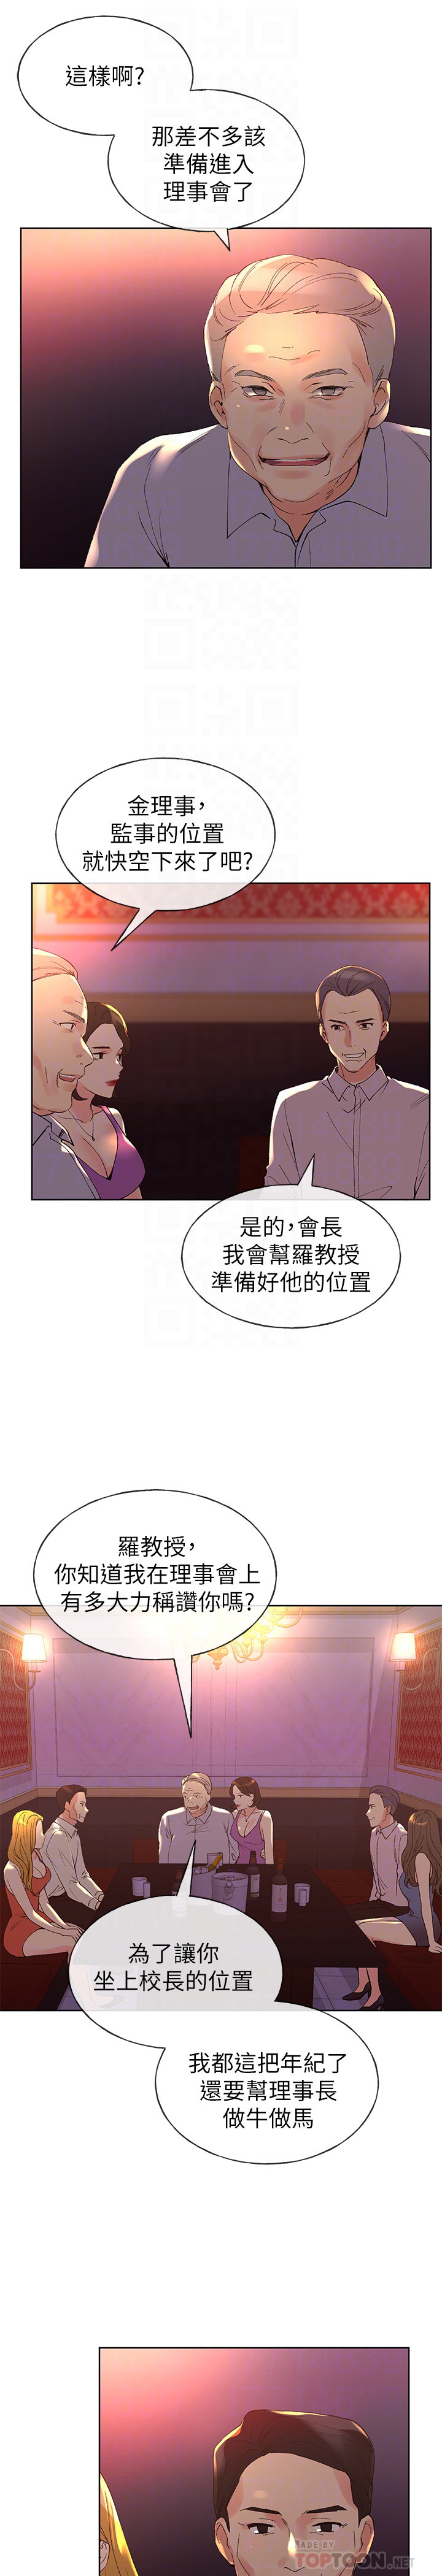 這樣啊?
那差不多該
準備進入
理事會了
金理事,
監事的位置
就快空下來了吧?
是的,會長
我會幫羅教授
準備好他的位置
羅教授,
你知道我在理事會上
有多大力稱讚你嗎?
為了讓你
坐上校長的位置
我都這把年紀了
還要幫理事長
做牛做馬
MADE BY
TOPTOON.NET